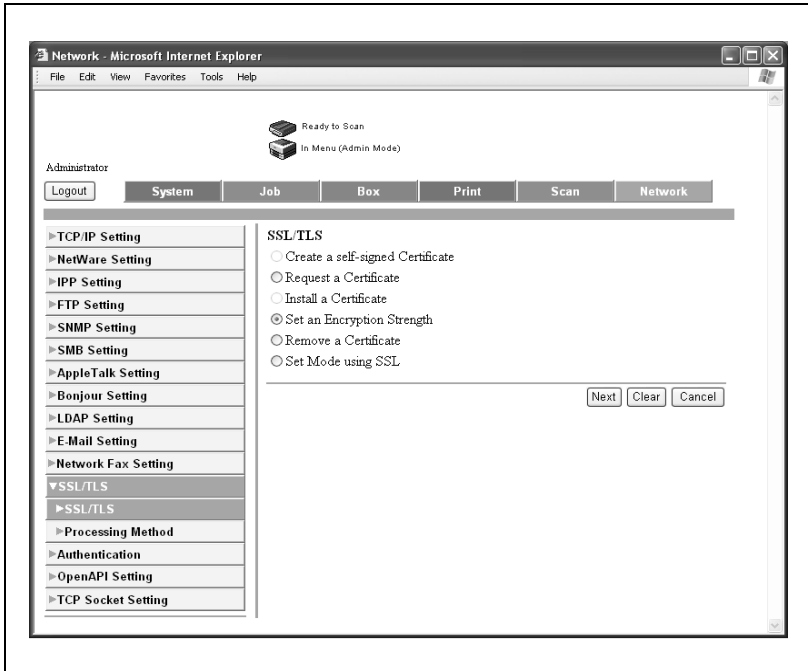 Network - Microsoft Internet Explorer
File Edit View Favorites Tools Help
Ready to Scan
In Menu (Admin Mode)
Administrator
Logout System Job Box Print Scan Network
TCP/IP Setting
NetWare Setting
IPP Setting
FTP Setting
SNMP Setting
SMB Setting
AppleTalk Setting
Bonjour Setting
LDAP Setting
E-Mail Setting
Network Fax Setting
SSL/TLS
SSL/TLS
Processing Method
Authentication
OpenAPI Setting
TCP Socket Setting
SSL/TLS
Create a self-signed Certificate
Request a Certificate
Install a Certificate
Set an Encryption Strength
Remove a Certificate
Set Mode using SSL
Next Clear Cancel